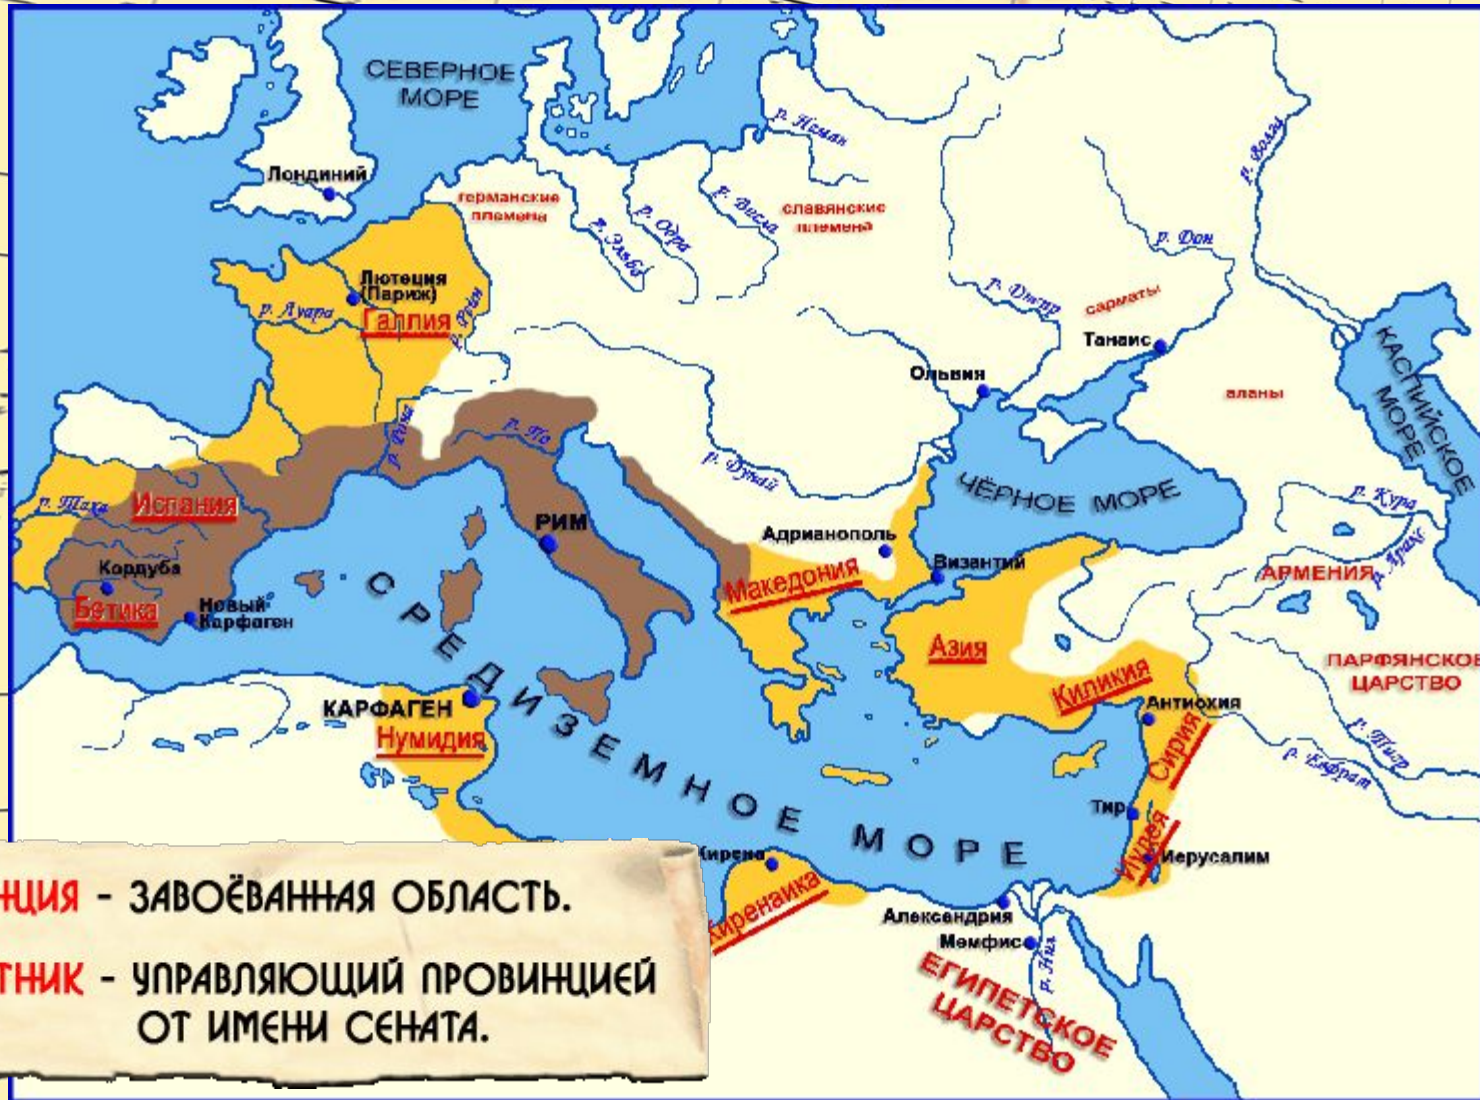 СЕВЕРНОЕ
МОРЕ
р. Неман
р. Волга
Лондиний
германские
племена
р. Эльба
р. Одра
р. Висла
славянские
племена
р. Дон
Лютеция
(Париж)
р. Луара
Галлия
р. Рейн
р. Днепр
сарматы
Танаис
КАСПИЙСКОЕ
МОРЕ
Ольвия
аланы
р. Рона
р. По
р. Дунай
ЧЁРНОЕ МОРЕ
р. Таха
Испания
РИМ
Адрианополь
р. Кура
р. Аракс
Кордуба
Бетика
Новый
Карфаген
Македония
Византий
АРМЕНИЯ
Азия
ПАРФЯНСКОЕ
ЦАРСТВО
Киликия
КАРФАГЕН
Нумидия
СРЕДИЗЕМНОЕ МОРЕ
Антиохия
Сирия
р. Тигр
р. Евфрат
Тир
Иудея
Иерусалим
Кирена
Киренаика
Александрия
Мемфис
р. Нил
ЕГИПЕТСКОЕ
ЦАРСТВО
НЦИЯ - ЗАВОЁВАННАЯ ОБЛАСТЬ.
ТНИК - УПРАВЛЯЮЩИЙ ПРОВИНЦИЕЙ
ОТ ИМЕНИ СЕНАТА.